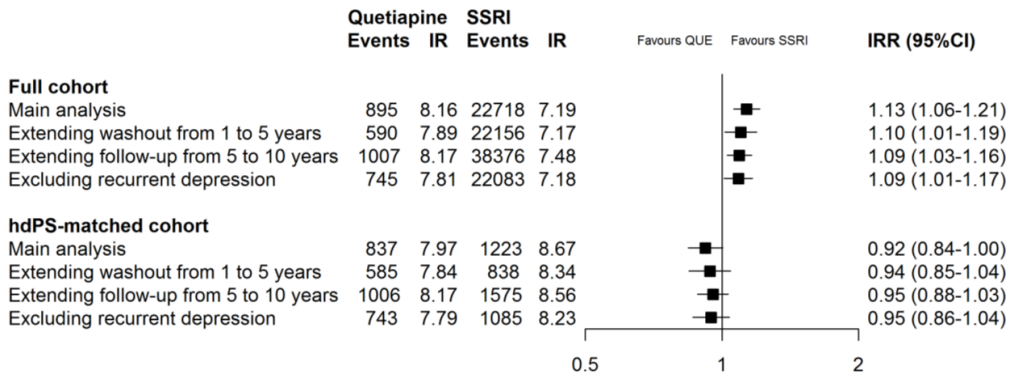 Quetiapine SSRI
Events IR Events IR Favours QUE Favours SSRI IRR (95%CI)
Full cohort
Main analysis 895 8.16 22718 7.19 1.13 (1.06-1.21)
Extending washout from 1 to 5 years 590 7.89 22156 7.17 1.10 (1.01-1.19)
Extending follow-up from 5 to 10 years 1007 8.17 38376 7.48 1.09 (1.03-1.16)
Excluding recurrent depression 745 7.81 22083 7.18 1.09 (1.01-1.17)
hdPS-matched cohort
Main analysis 837 7.97 1223 8.67 0.92 (0.84-1.00)
Extending washout from 1 to 5 years 585 7.84 838 8.34 0.94 (0.85-1.04)
Extending follow-up from 5 to 10 years 1006 8.17 1575 8.56 0.95 (0.88-1.03)
Excluding recurrent depression 743 7.79 1085 8.23 0.95 (0.86-1.04)
0.5 1 2